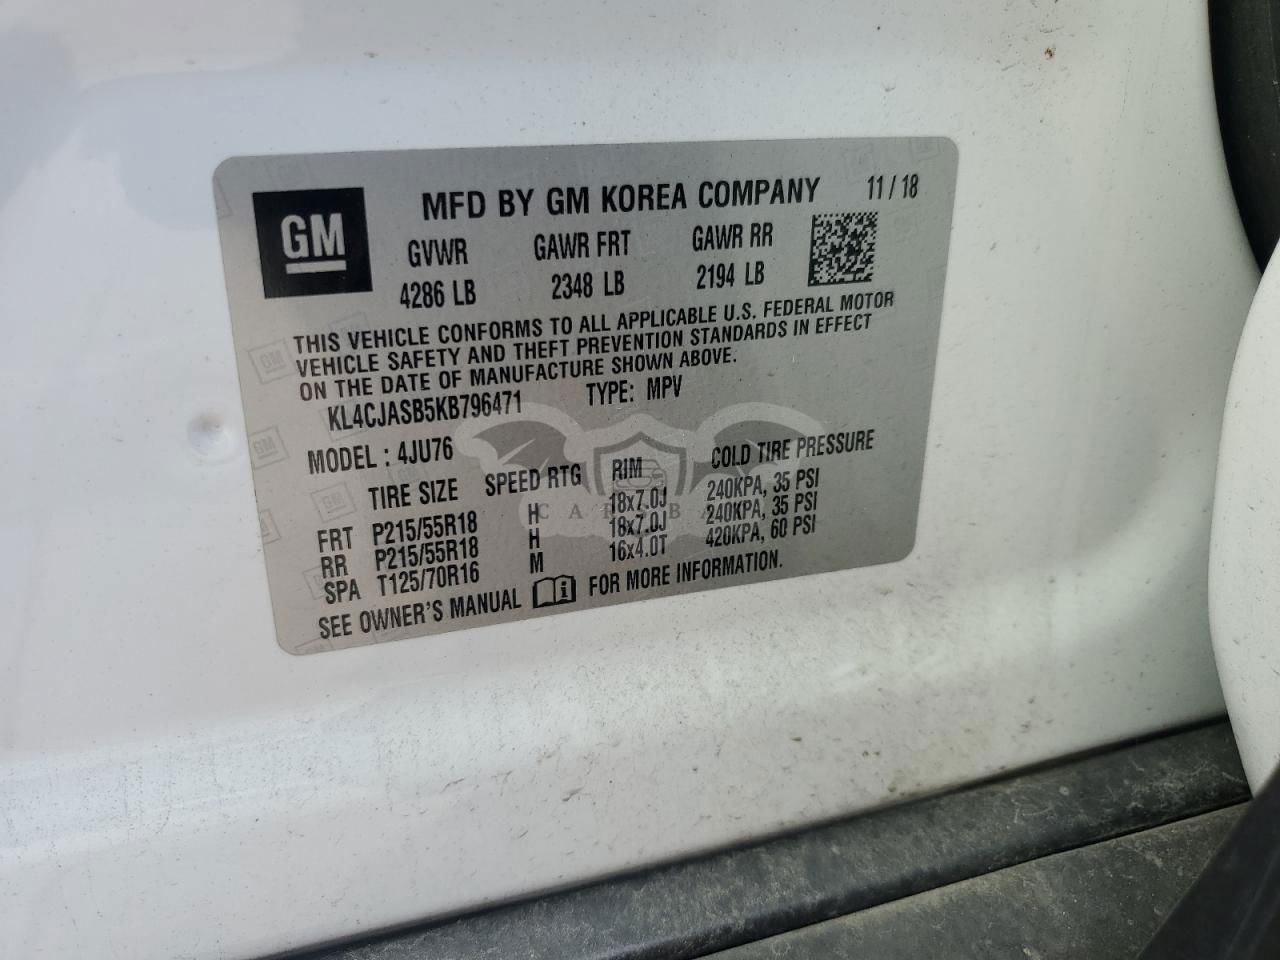 GM
MFD BY GM KOREA COMPANY 11 / 18
GVWR GAWR FRT GAWR RR
4286 LB 2348 LB 2194 LB
THIS VEHICLE CONFORMS TO ALL APPLICABLE U.S. FEDERAL MOTOR
VEHICLE SAFETY AND THEFT PREVENTION STANDARDS IN EFFECT
ON THE DATE OF MANUFACTURE SHOWN ABOVE.
KL4CJASB5KB796471 TYPE: MPV
MODEL : 4JU76
TIRE SIZE SPEED RTG RIM COLD TIRE PRESSURE
FRT P215/55R18 H 18x7.0J 240KPA, 35 PSI
RR P215/55R18 H 18x7.0J 240KPA, 35 PSI
SPA T125/70R16 M 16x4.0T 420KPA, 60 PSI
SEE OWNER'S MANUAL FOR MORE INFORMATION.